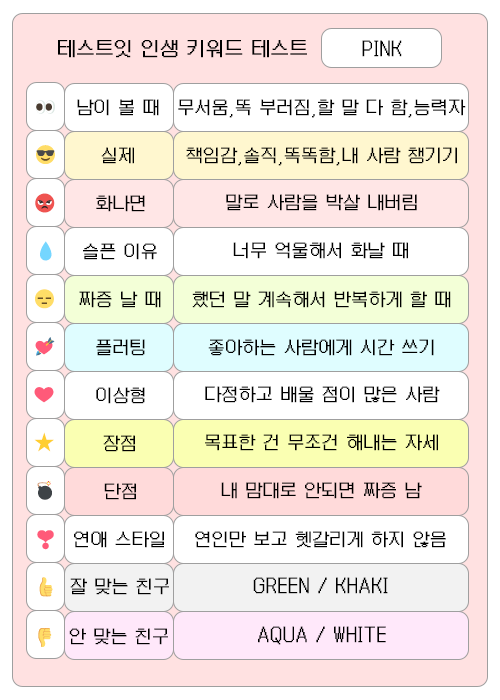 테스트잇 인생 키워드 테스트 PINK
남이 볼 때 무서움,똑 부러짐,할 말 다 함,능력자
실제 책임감,솔직,똑똑함,내 사람 챙기기
화나면 말로 사람을 박살 내버림
슬픈 이유 너무 억울해서 화날 때
짜증 날 때 했던 말 계속해서 반복하게 할 때
플러팅 좋아하는 사람에게 시간 쓰기
이상형 다정하고 배울 점이 많은 사람
장점 목표한 건 무조건 해내는 자세
단점 내 맘대로 안되면 짜증 남
연애 스타일 연인만 보고 헷갈리게 하지 않음
잘 맞는 친구 GREEN / KHAKI
안 맞는 친구 AQUA / WHITE